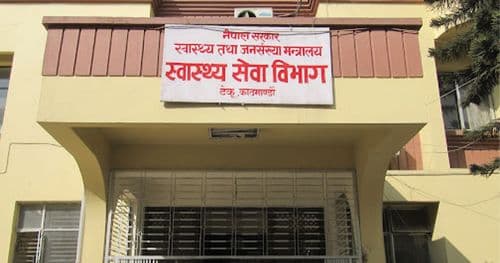 नेपाल सरकार
स्वास्थ्य तथा जनसंख्या मन्त्रालय
स्वास्थ्य सेवा विभाग
टेकू, काठमाण्डौं